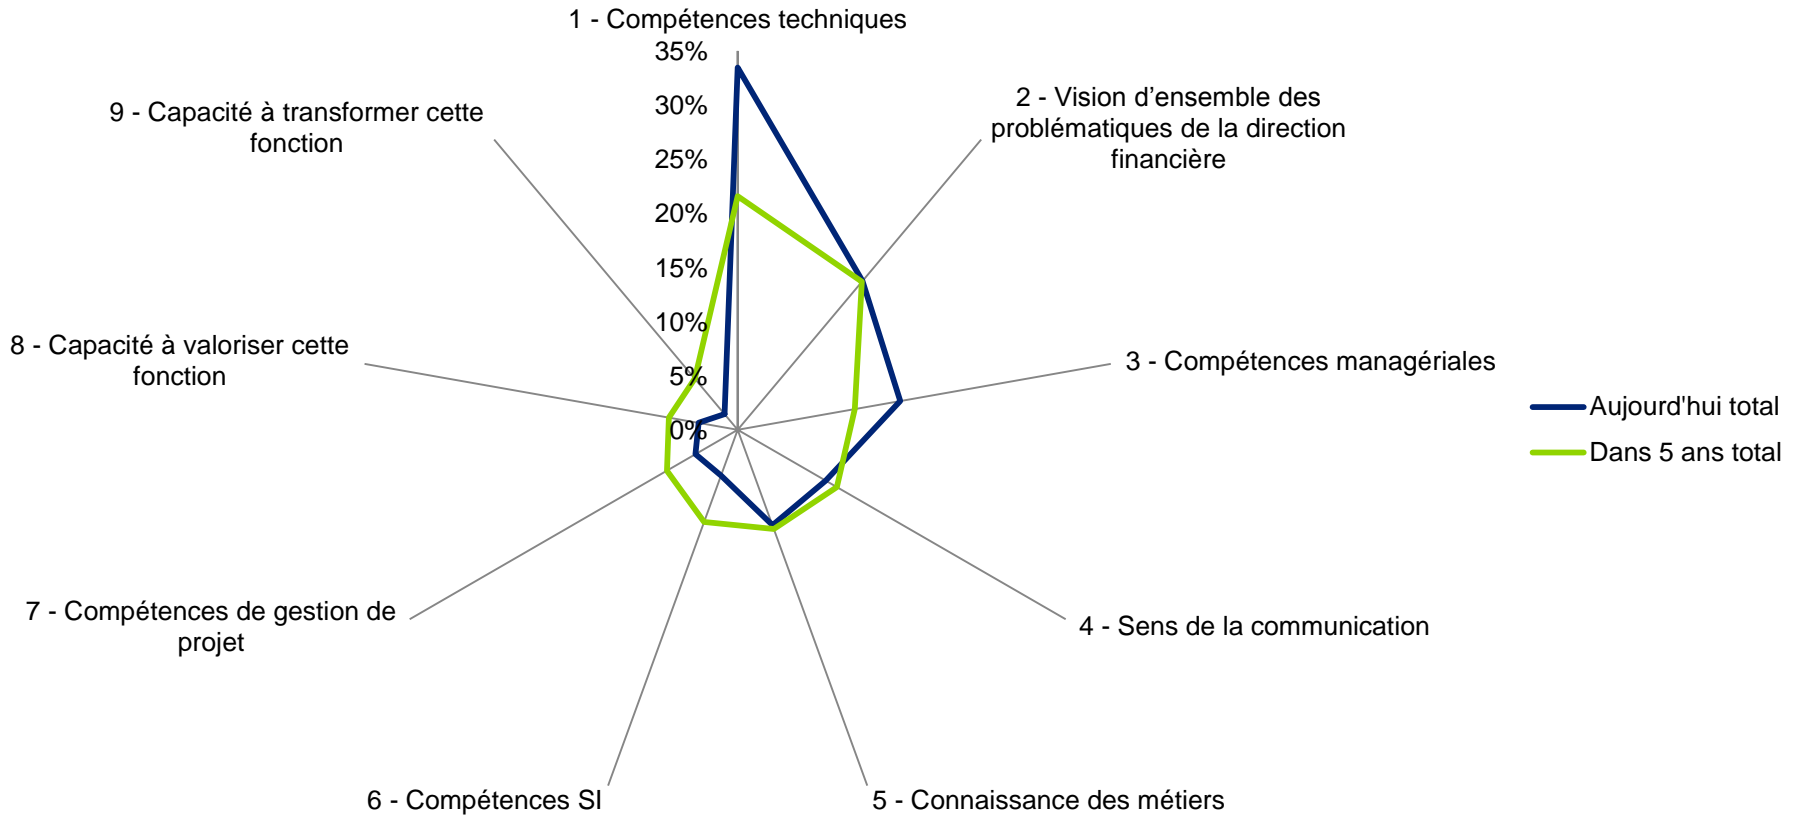 1 - Compétences techniques
35%
30%
25%
20%
15%
10%
5%
0%
2 - Vision d’ensemble des
problématiques de la direction
financière
3 - Compétences managériales
4 - Sens de la communication
5 - Connaissance des métiers
6 - Compétences SI
7 - Compétences de gestion de
projet
8 - Capacité à valoriser cette
fonction
9 - Capacité à transformer cette
fonction
Aujourd'hui total
Dans 5 ans total